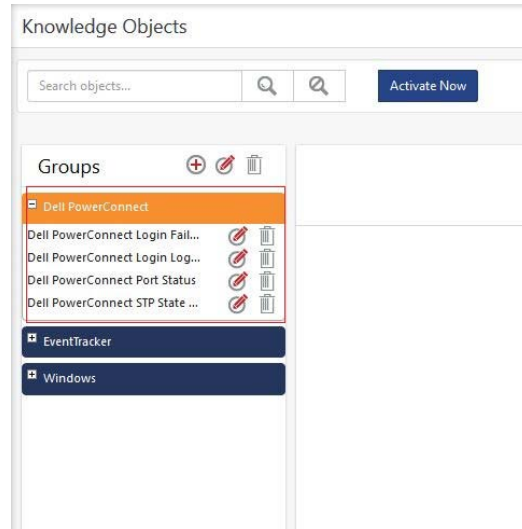 Knowledge Objects
Search objects...
Activate Now
Groups
Dell PowerConnect
Dell PowerConnect Login Fail...
Dell PowerConnect Login Log...
Dell PowerConnect Port Status
Dell PowerConnect STP State ...
EventTracker
Windows